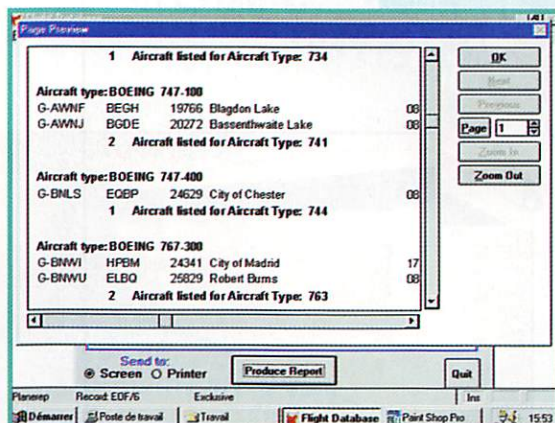 Page Preview
1 Aircraft listed for Aircraft Type: 734
Aircraft type: BOEING 747-100
G-AWNF BEGH 19766 Blagdon Lake 08
G-AWNJ BGDE 20272 Bassenthwaite Lake 08
2 Aircraft listed for Aircraft Type: 741
Aircraft type: BOEING 747-400
G-BNLS EQBP 24629 City of Chester 08
1 Aircraft listed for Aircraft Type: 744
Aircraft type: BOEING 767-300
G-BNWI HPBM 24341 City of Madrid 17
G-BNWU ELBQ 25829 Robert Burns 08
2 Aircraft listed for Aircraft Type: 763
OK
Next
Previous
Page 1
Zoom In
Zoom Out
Send to:
Screen Printer
Produce Report
Quit
Planerep Record: EOF/6 Exclusive Ins
Démarrer Poste de travail Travail Flight Database Paint Shop Pro 15:53